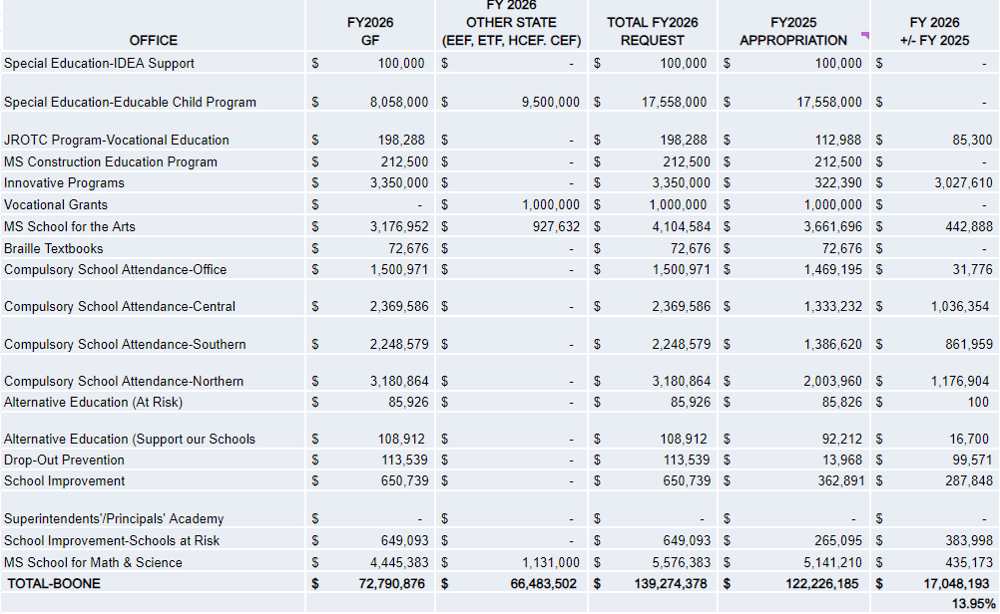 FY 2026
FY2026 OTHER STATE TOTAL FY2026 FY2025 FY 2026
OFFICE GF (EEF, ETF, HCEF. CEF) REQUEST APPROPRIATION +/- FY 2025
Special Education-IDEA Support $ 100,000 $ - $ 100,000 $ 100,000 $ -
Special Education-Educable Child Program $ 8,058,000 $ 9,500,000 $ 17,558,000 $ 17,558,000 $ -
JROTC Program-Vocational Education $ 198,288 $ - $ 198,288 $ 112,988 $ 85,300
MS Construction Education Program $ 212,500 $ - $ 212,500 $ 212,500 $ -
Innovative Programs $ 3,350,000 $ - $ 3,350,000 $ 322,390 $ 3,027,610
Vocational Grants $ - $ 1,000,000 $ 1,000,000 $ 1,000,000 $ -
MS School for the Arts $ 3,176,952 $ 927,632 $ 4,104,584 $ 3,661,696 $ 442,888
Braille Textbooks $ 72,676 $ - $ 72,676 $ 72,676 $ -
Compulsory School Attendance-Office $ 1,500,971 $ - $ 1,500,971 $ 1,469,195 $ 31,776
Compulsory School Attendance-Central $ 2,369,586 $ - $ 2,369,586 $ 1,333,232 $ 1,036,354
Compulsory School Attendance-Southern $ 2,248,579 $ - $ 2,248,579 $ 1,386,620 $ 861,959
Compulsory School Attendance-Northern $ 3,180,864 $ - $ 3,180,864 $ 2,003,960 $ 1,176,904
Alternative Education (At Risk) $ 85,926 $ - $ 85,926 $ 85,826 $ 100
Alternative Education (Support our Schools $ 108,912 $ - $ 108,912 $ 92,212 $ 16,700
Drop-Out Prevention $ 113,539 $ - $ 113,539 $ 13,968 $ 99,571
School Improvement $ 650,739 $ - $ 650,739 $ 362,891 $ 287,848
Superintendents'/Principals' Academy $ - $ - $ - $ - $ -
School Improvement-Schools at Risk $ 649,093 $ - $ 649,093 $ 265,095 $ 383,998
MS School for Math & Science $ 4,445,383 $ 1,131,000 $ 5,576,383 $ 5,141,210 $ 435,173
TOTAL-BOONE $ 72,790,876 $ 66,483,502 $ 139,274,378 $ 122,226,185 $ 17,048,193
13.95%